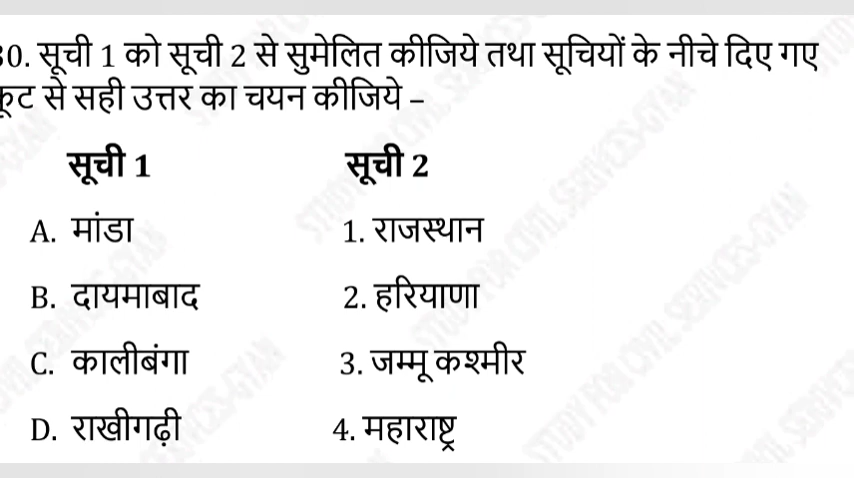 30. सूची 1 को सूची 2 से सुमेलित कीजिये तथा सूचियों के नीचे दिए गए
कूट से सही उत्तर का चयन कीजिये –
सूची 1 सूची 2
A. मांडा 1. राजस्थान
B. दायमाबाद 2. हरियाणा
C. कालीबंगा 3. जम्मू कश्मीर
D. राखीगढ़ी 4. महाराष्ट्र